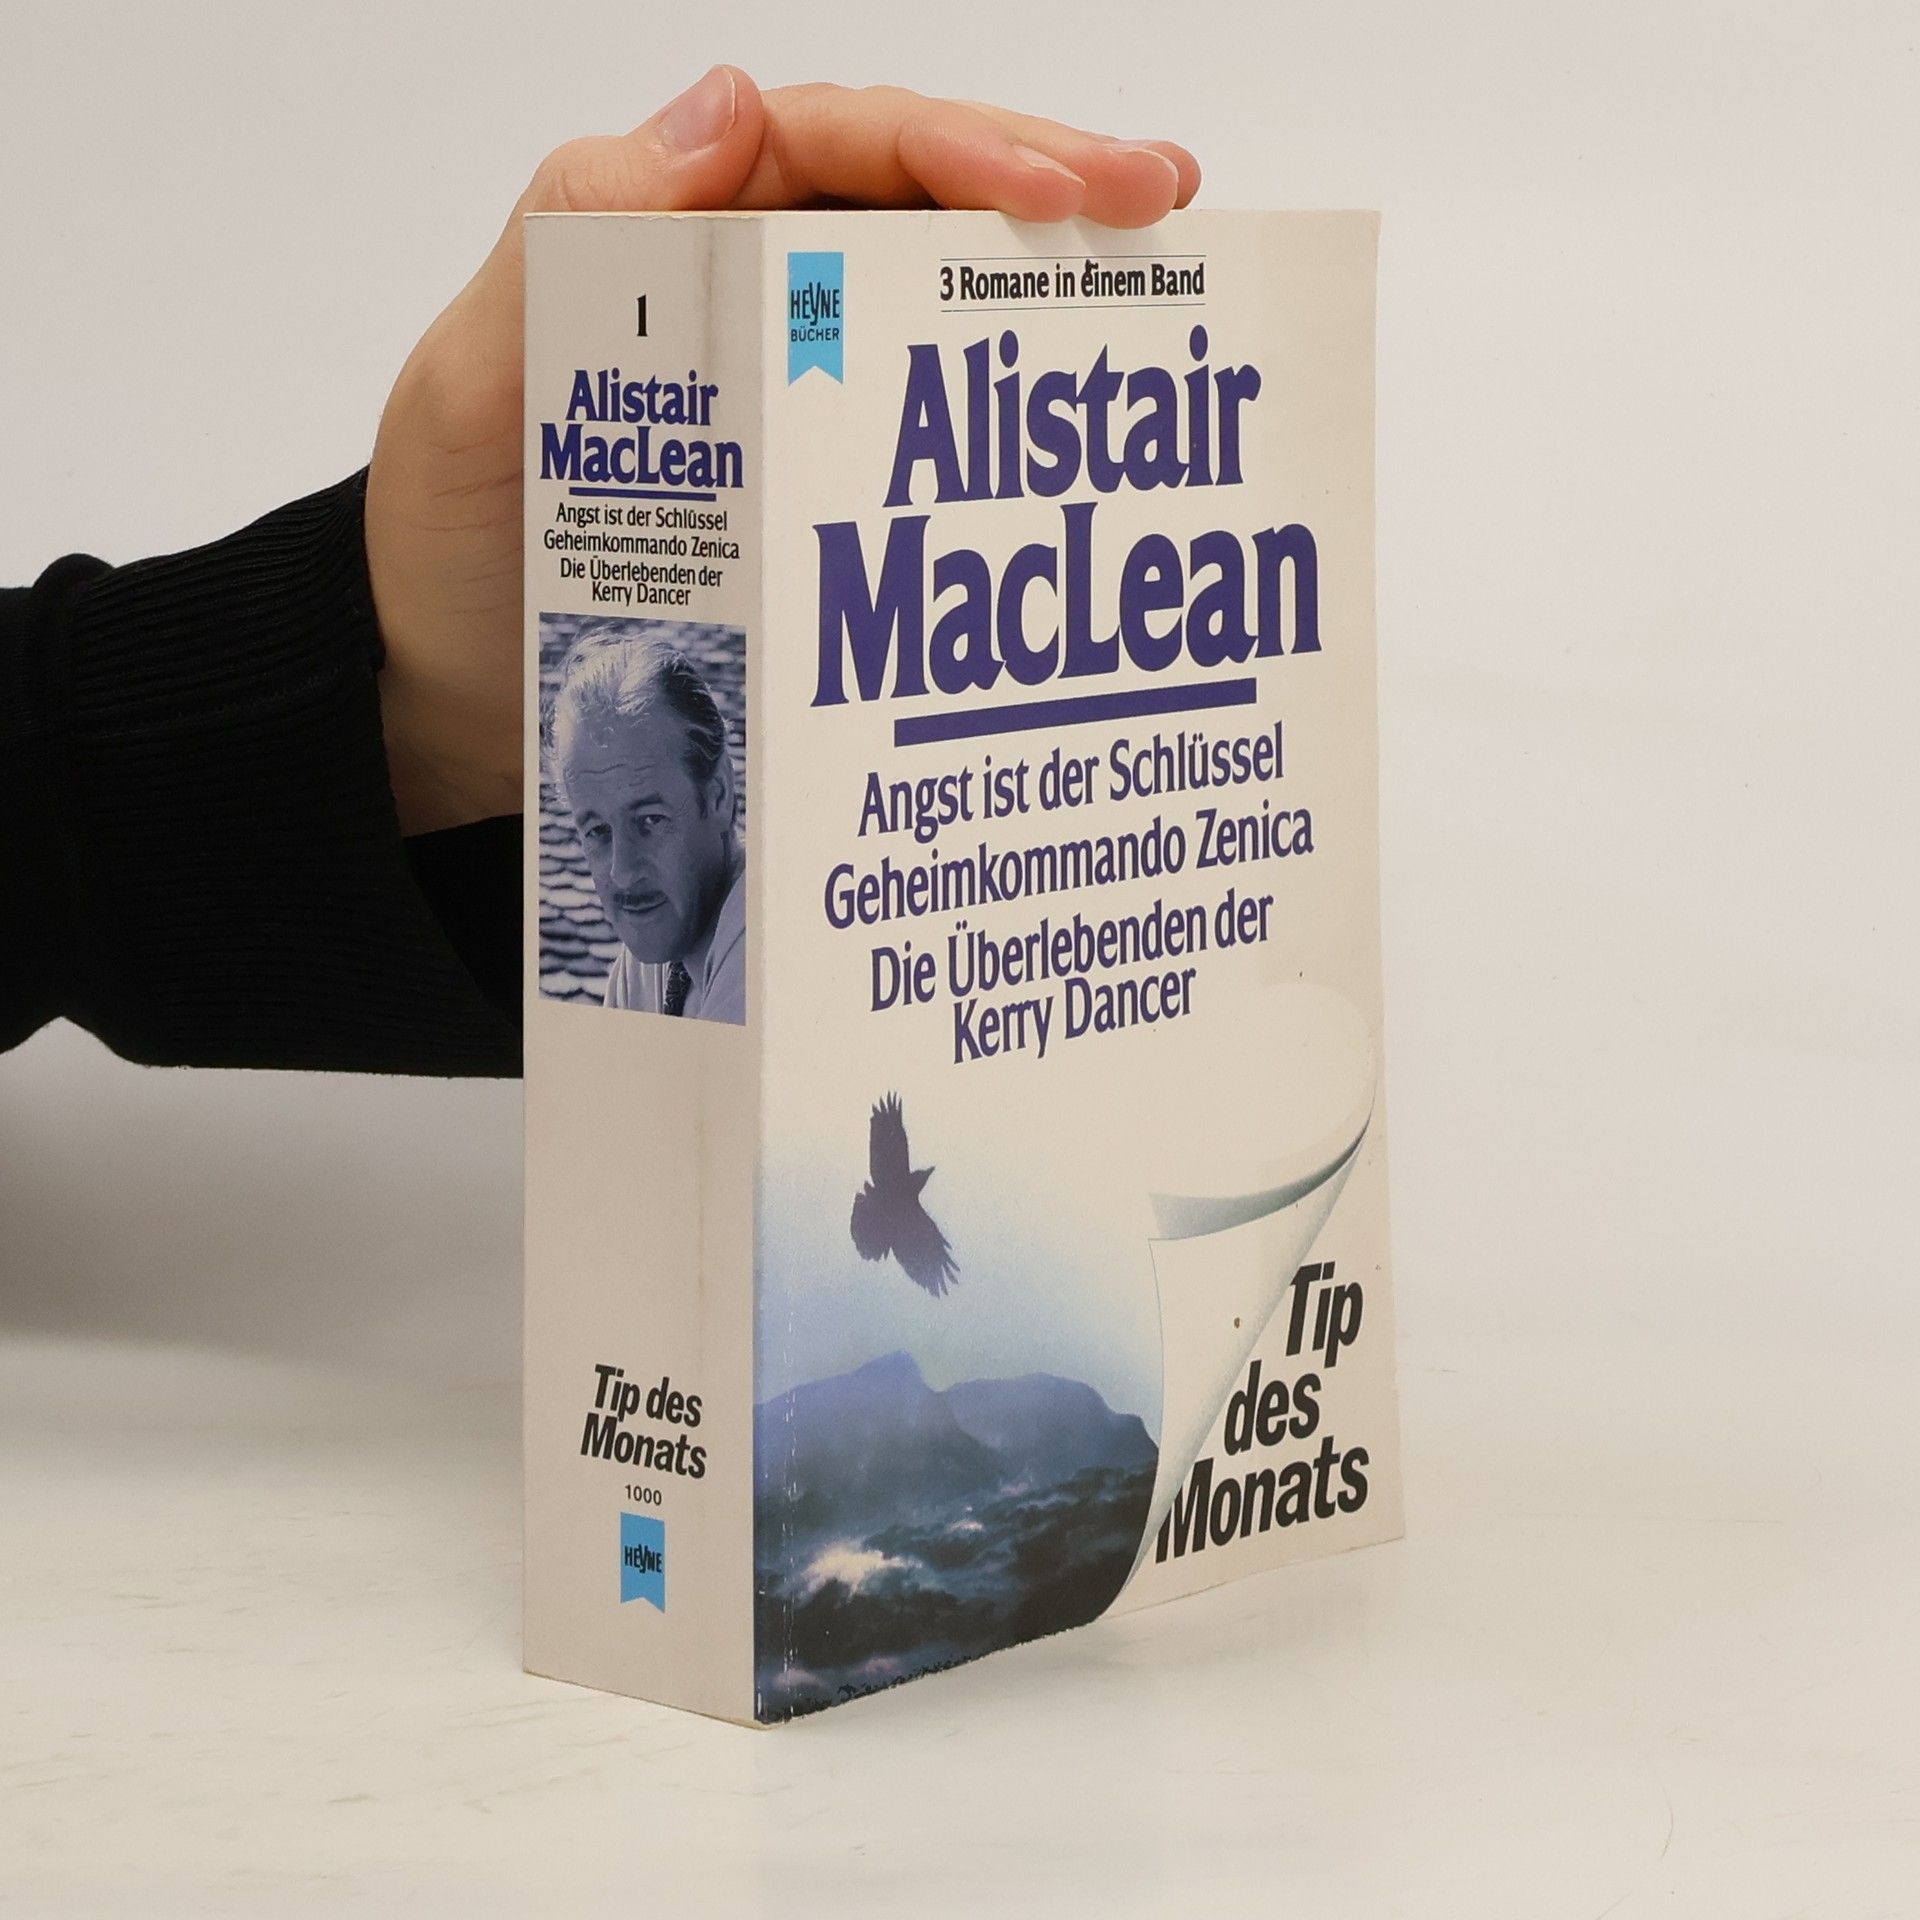 1
Alistair
MacLean
Angst ist der Schlüssel
Geheimkommando Zenica
Die Überlebenden der
Kerry Dancer
Tip des
Monats
1000
HEYNE
HEYNE
BÜCHER
3 Romane in einem Band
Alistair
MacLean
Angst ist der Schlüssel
Geheimkommando Zenica
Die Überlebenden der
Kerry Dancer
Tip
des
Monats